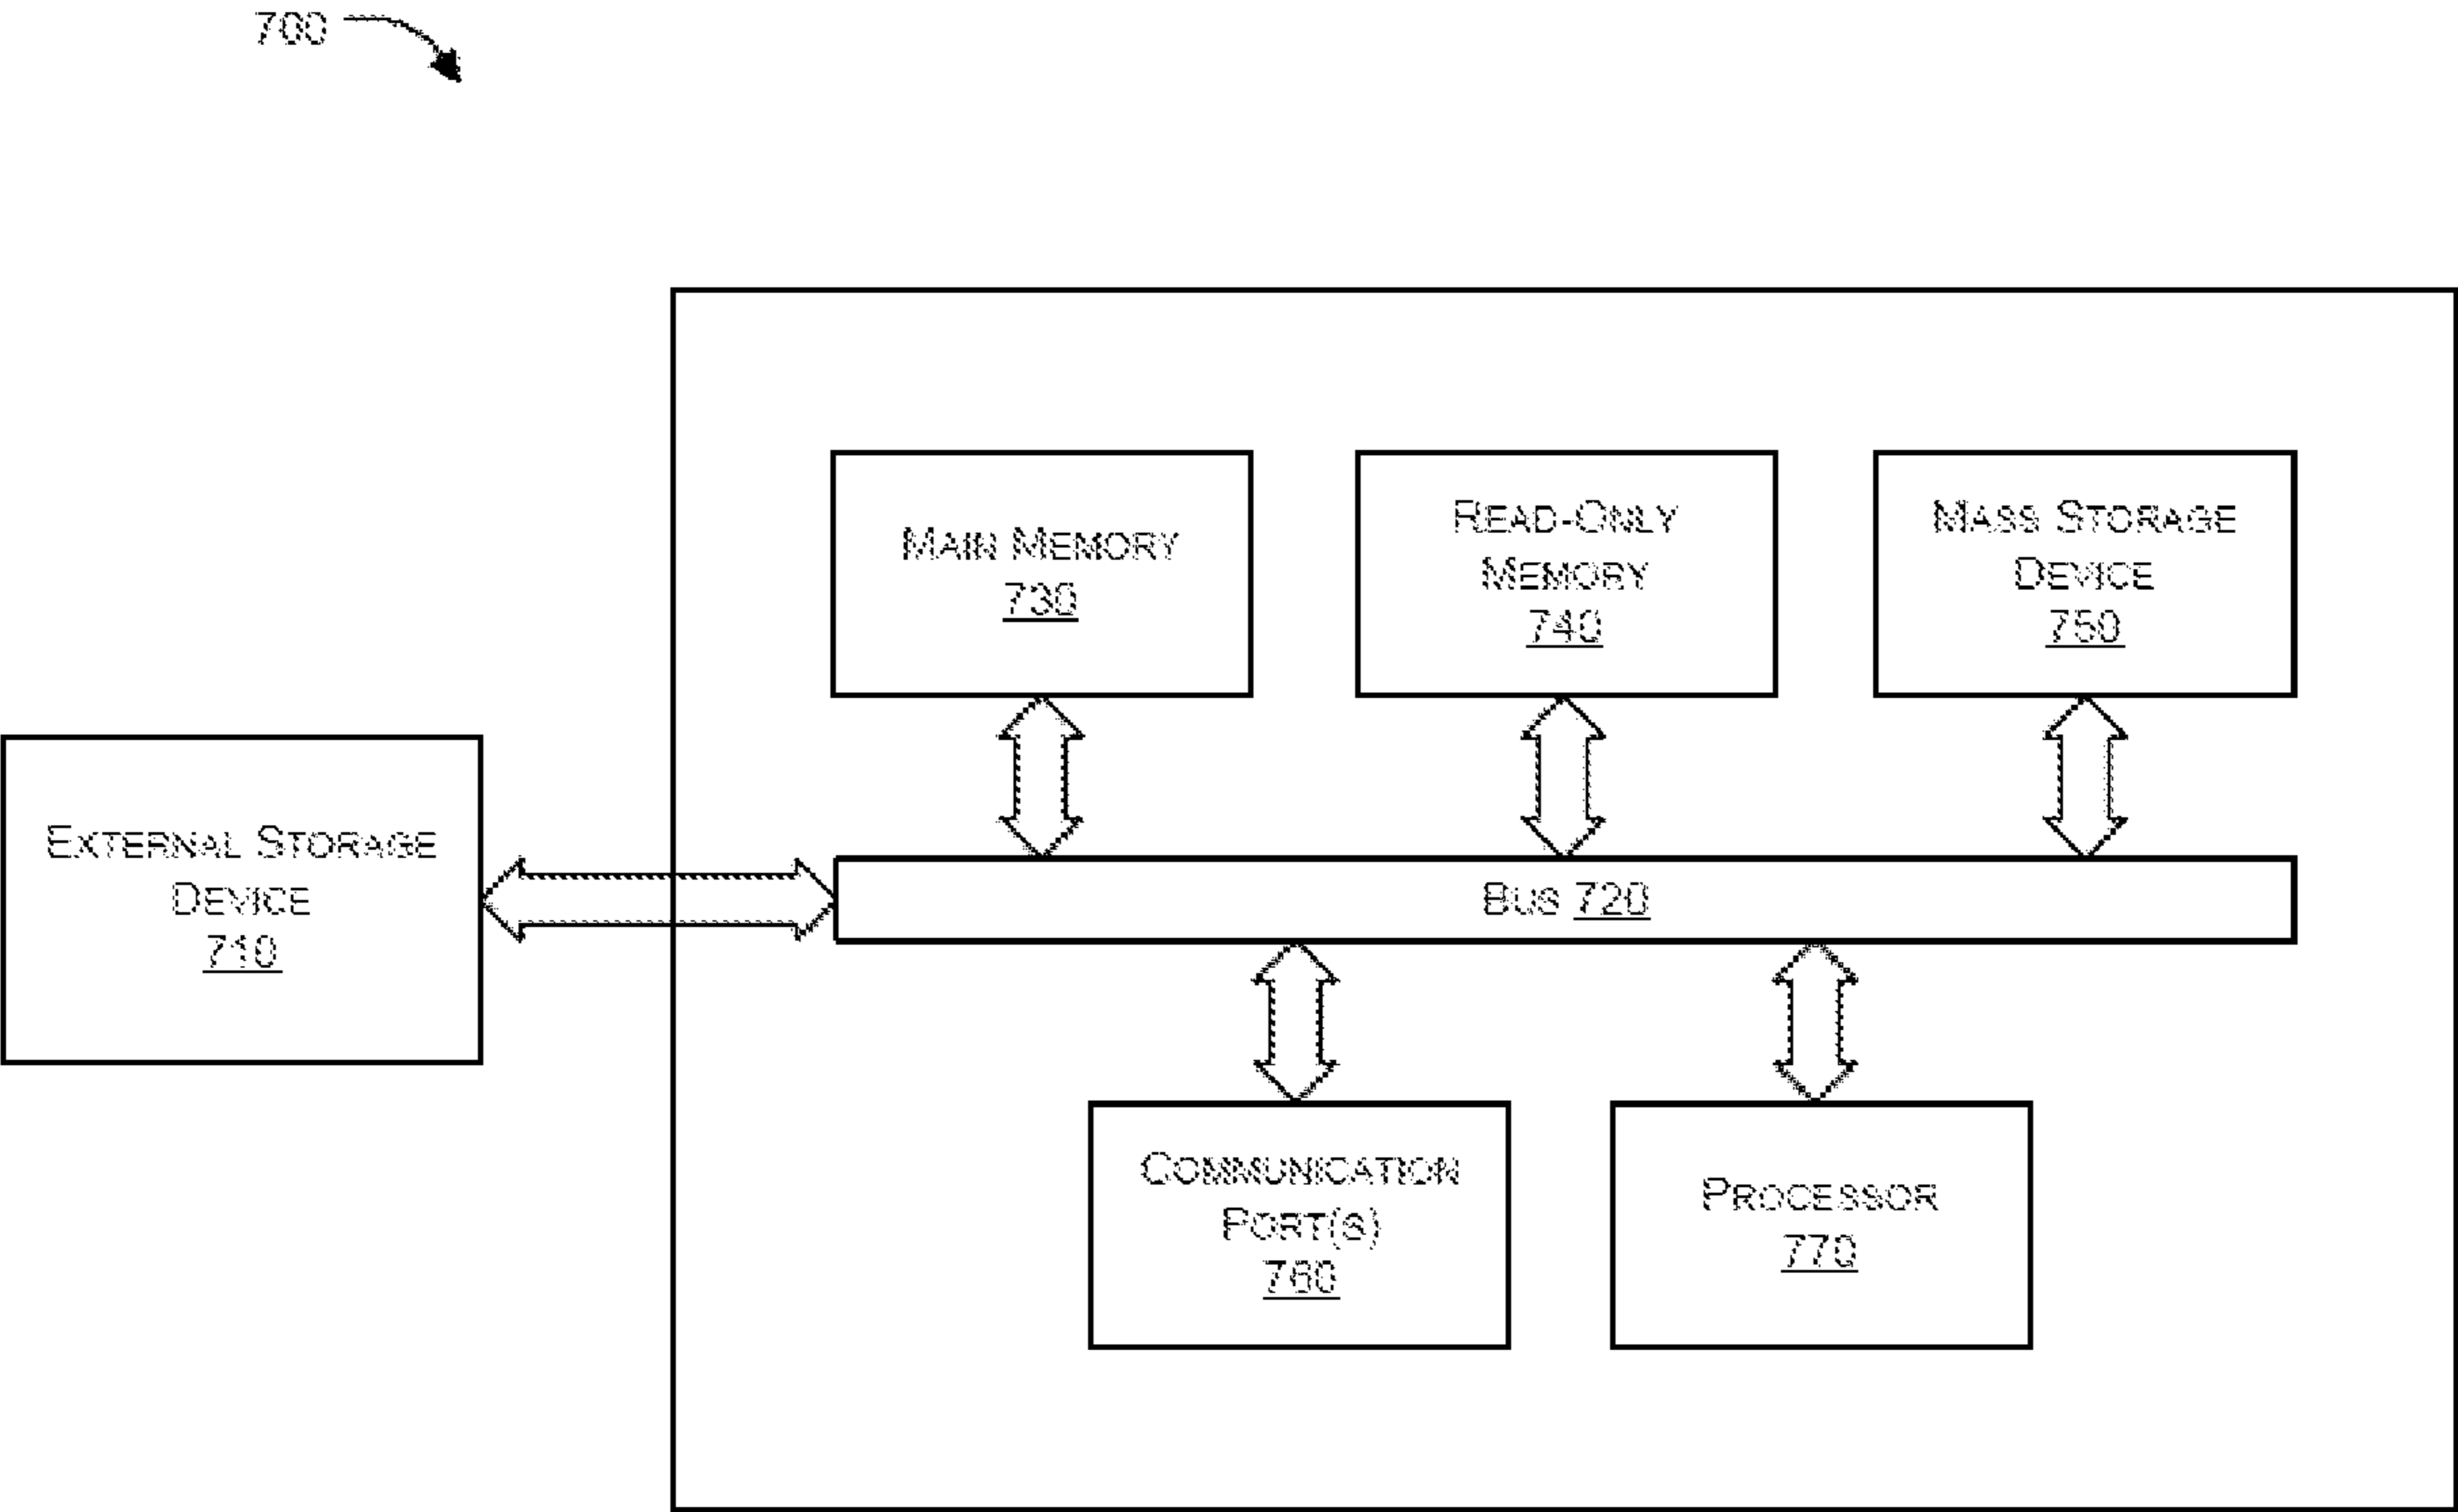 700
MAIN MEMORY
730
READ-ONLY
MEMORY
740
MASS STORAGE
DEVICE
750
EXTERNAL STORAGE
DEVICE
710
BUS 720
COMMUNICATION
PORT(S)
760
PROCESSOR
770